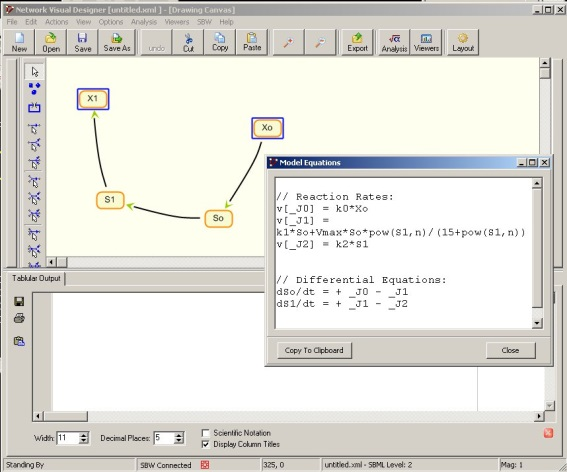 Network Visual Designer [untitled.xml ] - [Drawing Canvas]
File Edit Actions View Options Analysis Viewers SBW Help
New Open Save Save As undo Cut Copy Paste Export Analysis Viewers Layout
X1
Xo
S1
So
Model Equations
// Reaction Rates:
v[_J0] = k0*Xo
v[_J1] =
k1*So+Vmax*So*pow(S1,n)/(15+pow(S1,n))
v[_J2] = k2*S1
// Differential Equations:
dSo/dt = + _J0 - _J1
dS1/dt = + _J1 - _J2
Copy To Clipboard Close
Tablular Output
Width: 11 Decimal Places: 5 Scientific Notation
Display Column Titles
Standing By SBW Connected 325, 0 untitled.xml - SBML Level: 2 Mag: 1